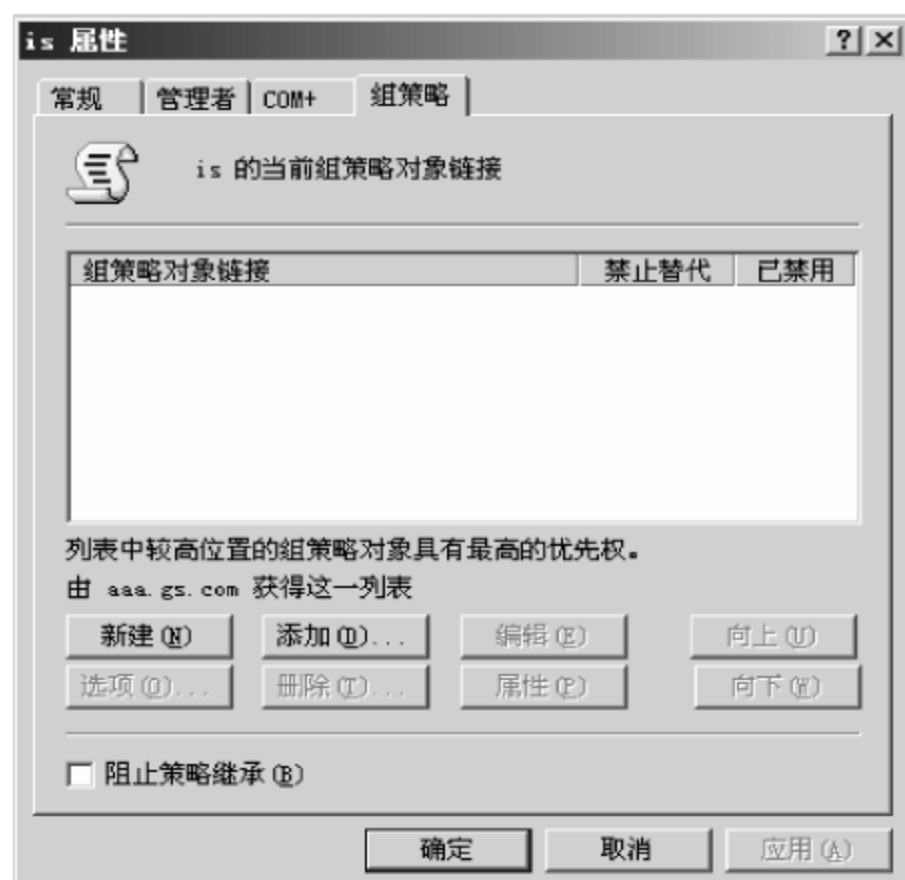 is 属性
常规 管理者 COM+ 组策略
is 的当前组策略对象链接
组策略对象链接 禁止替代 已禁用
列表中较高位置的组策略对象具有最高的优先权。
由 aaa.gs.com 获得这一列表
新建(N) 添加(D)... 编辑(E) 向上(U)
选项(O)... 删除(T)... 属性(P) 向下(W)
阻止策略继承(B)
确定 取消 应用(A)